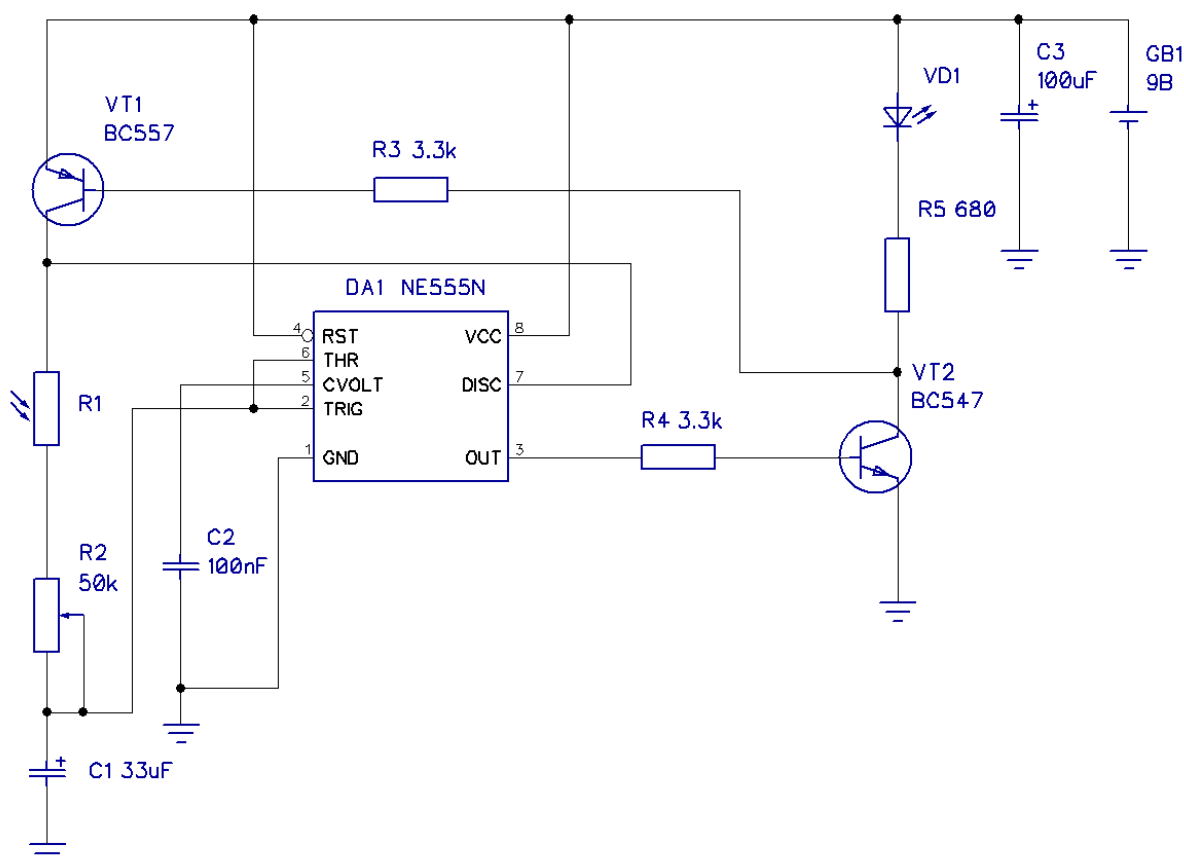 C3
100uF
GB1
9В
VD1
VT1
BC557
R3 3.3k
R5 680
DA1 NE555N
4 RST
6 THR
5 CVOLT
2 TRIG
1 GND
VCC 8
DISC 7
OUT 3
R1
VT2
BC547
R4 3.3k
C2
100nF
R2
50k
+
+
C1 33uF